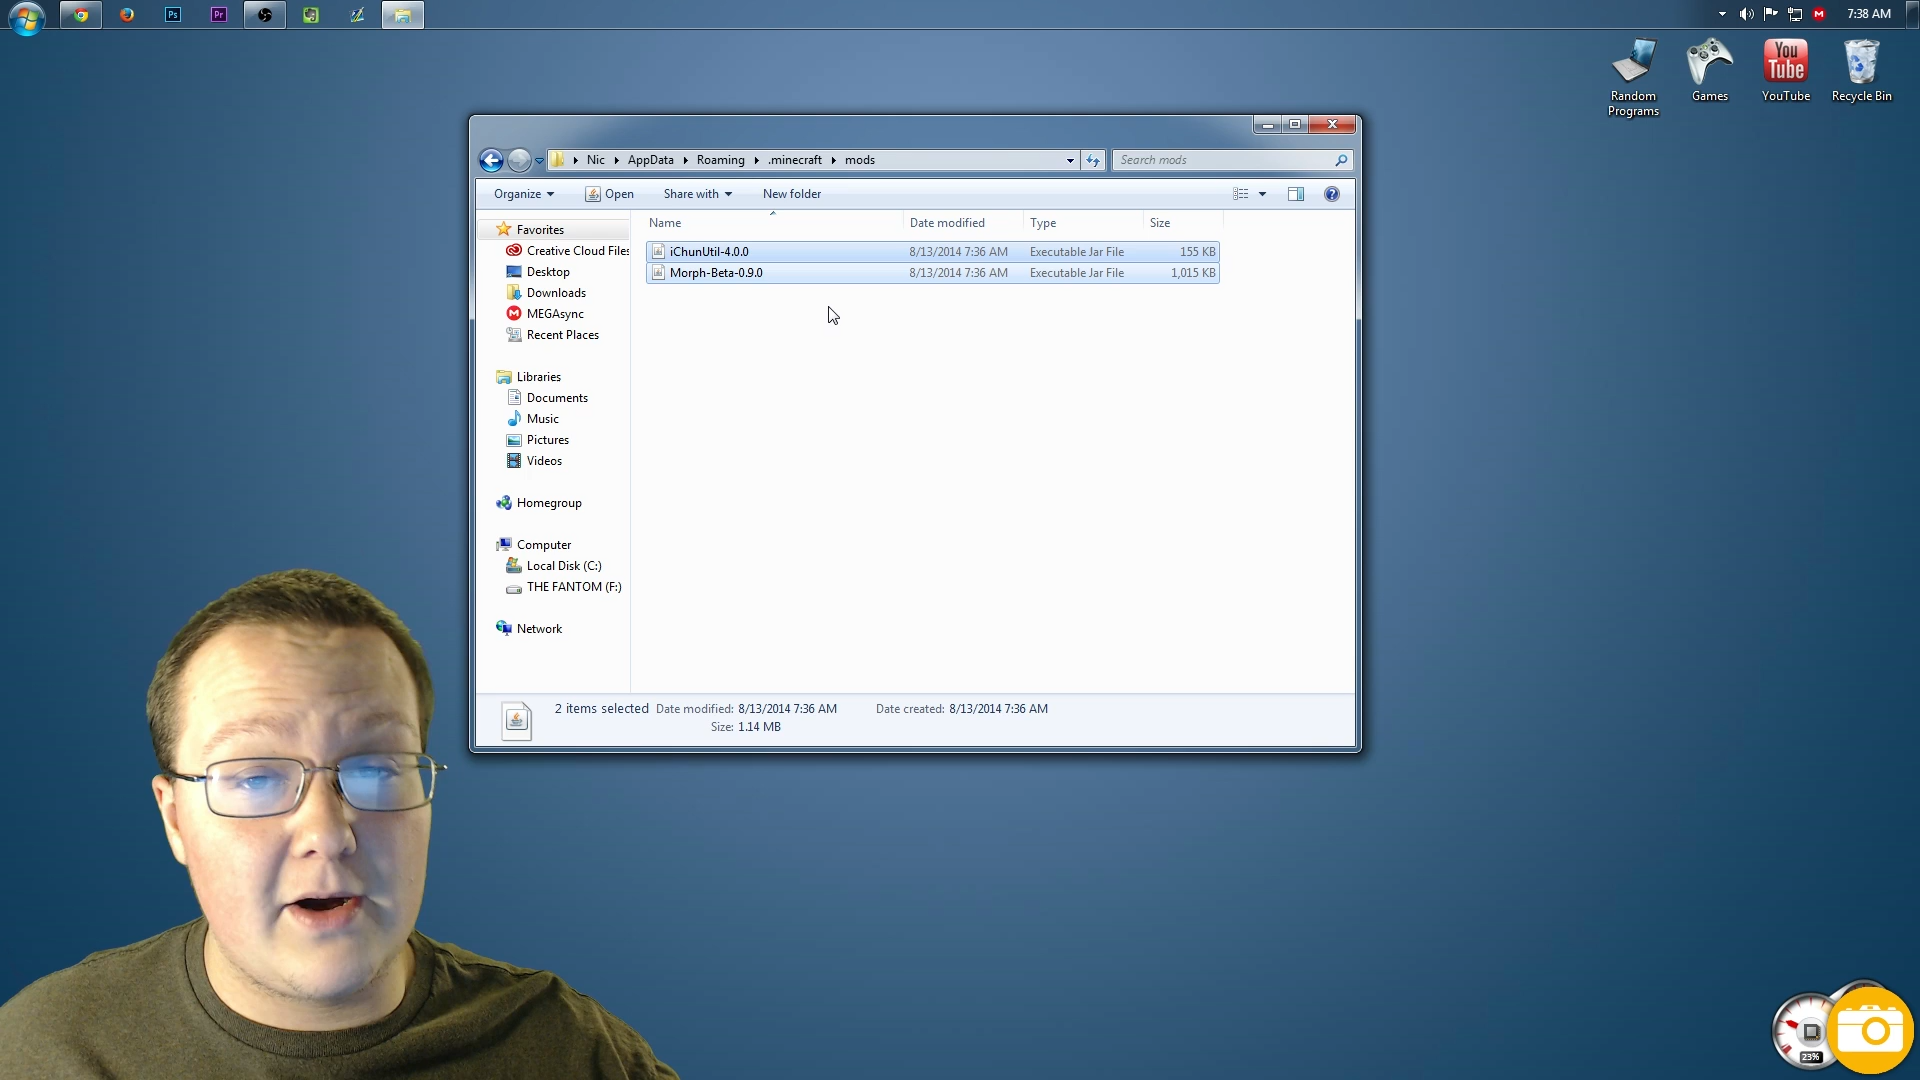 Ps
Pr
7:38 AM
Random
Programs
Games
You
Tube
YouTube
Recycle Bin
Nic
AppData
Roaming
.minecraft
mods
Search mods
Organize
Open
Share with
New folder
Name
Date modified
Type
Size
iChunUtil-4.0.0
8/13/2014 7:36 AM
Executable Jar File
155 KB
Morph-Beta-0.9.0
8/13/2014 7:36 AM
Executable Jar File
1,015 KB
Favorites
Creative Cloud Files
Desktop
Downloads
MEGAsync
Recent Places
Libraries
Documents
Music
Pictures
Videos
Homegroup
Computer
Local Disk (C:)
THE FANTOM (F:)
Network
2 items selected
Date modified: 8/13/2014 7:36 AM
Date created: 8/13/2014 7:36 AM
Size: 1.14 MB
23%